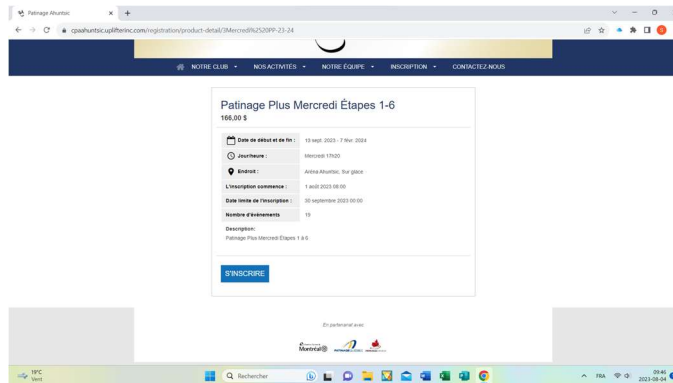 Patinage Ahuntsic
cpaahuntsic.uplifterinc.com/registration/product-detail/3Mercredi%2520PP-23-24
NOTRE CLUB NOS ACTIVITÉS NOTRE ÉQUIPE INSCRIPTION CONTACTEZ-NOUS
Patinage Plus Mercredi Étapes 1-6
166,00 $
Date de début et de fin : 13 sept. 2023 - 7 févr. 2024
Jour/heure : Mercredi 17h20
Endroit : Aréna Ahuntsic, Sur glace
L'inscription commence : 1 août 2023 08:00
Date limite de l'inscription : 30 septembre 2023 00:00
Nombre d'événements 19
Description:
Patinage Plus Mercredi Étapes 1 à 6
S'INSCRIRE
En partenariat avec
Montréal
18°C
Vent
Rechercher
FRA
09:46
2023-08-04